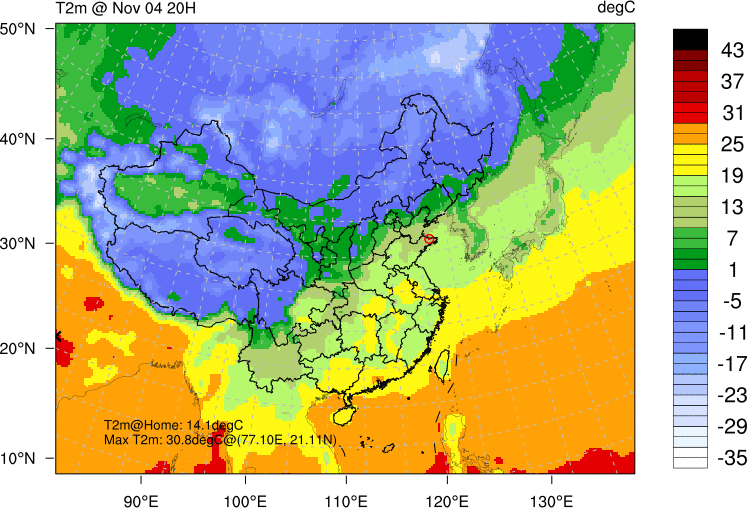 T2m @ Nov 04 20H
degC
50°N
40°N
30°N
20°N
10°N
90°E
100°E
110°E
120°E
130°E
T2m@Home: 14.1degC
Max T2m: 30.8degC@(77.10E, 21.11N)
43
37
31
25
19
13
7
1
-5
-11
-17
-23
-29
-35